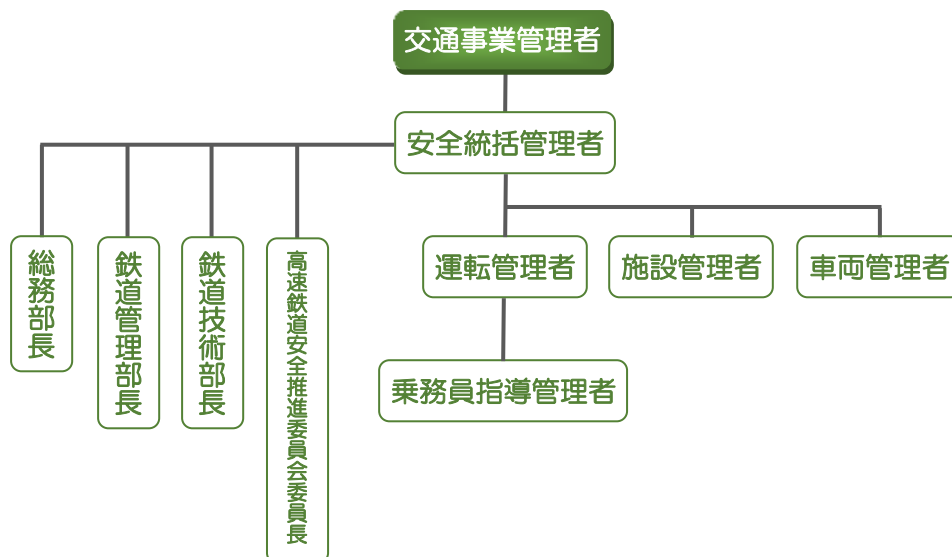 交通事業管理者
安全統括管理者
総務部長
鉄道管理部長
鉄道技術部長
高速鉄道安全推進委員会委員長
運転管理者
施設管理者
車両管理者
乗務員指導管理者